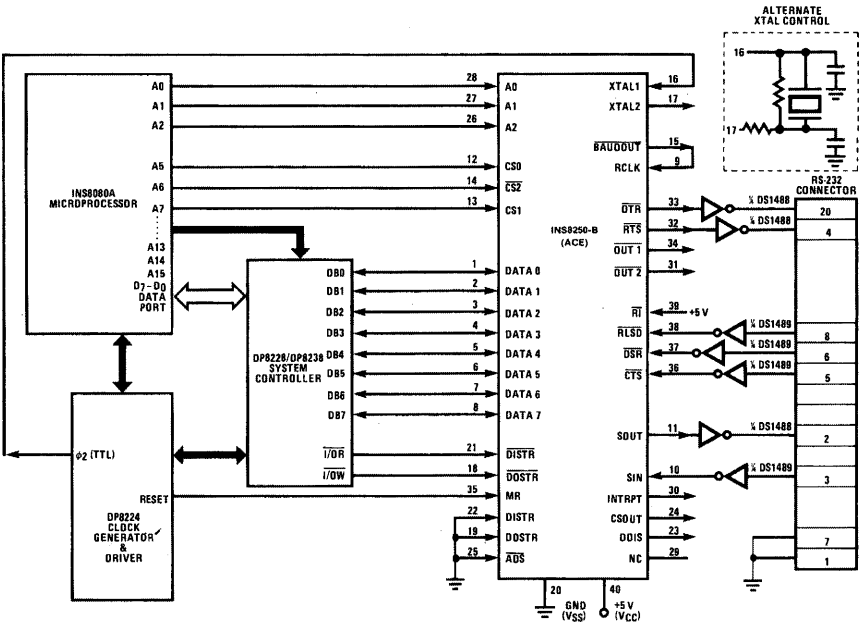 ALTERNATE
XTAL CONTROL
16
17
INS8080A
MICROPROCESSOR
A0
A1
A2
A5
A6
A7
A13
A14
A15
D7-D0
DATA
PORT
DP8228/DP8238
SYSTEM
CONTROLLER
DB0
DB1
DB2
DB3
DB4
DB5
DB6
DB7
I/OR
I/OW
φ2 (TTL)
RESET
DP8224
CLOCK
GENERATOR
&
DRIVER
28 A0
27 A1
26 A2
12 CS0
14 CS2
13 CS1
1 DATA 0
2 DATA 1
3 DATA 2
4 DATA 3
5 DATA 4
6 DATA 5
7 DATA 6
8 DATA 7
21 DISTR
18 DOSTR
35 MR
22 DISTR
19 DOSTR
25 ADS
INS8250-B
(ACE)
XTAL1 16
XTAL2 17
BAUDOUT 15
RCLK 9
DTR 33
RTS 32
OUT 1 34
OUT 2 31
RI 39 +5 V
RLSD 38
DSR 37
CTS 36
SOUT 11
SIN 10
INTRPT 30
CSOUT 24
DDIS 23
NC 29
20
GND
(VSS)
40
+5 V
(VCC)
¼ DS1488
¼ DS1488
¼ DS1489
¼ DS1489
¼ DS1489
¼ DS1488
¼ DS1489
RS-232
CONNECTOR
20
4
8
6
5
2
3
7
1